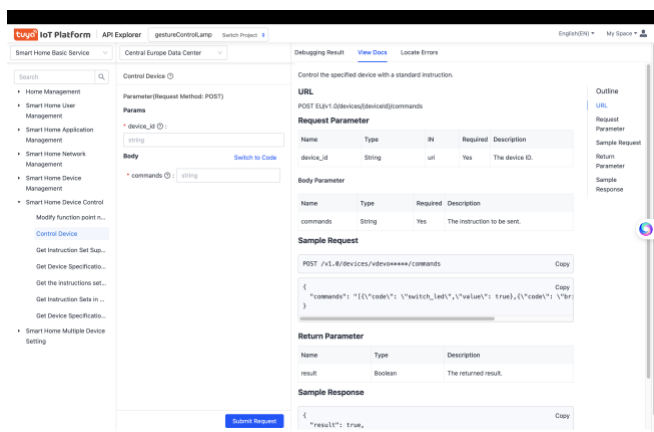 tuya IoT Platform API Explorer gestureControlLamp Switch Project English(EN) My Space
Smart Home Basic Service Central Europe Data Center
Debugging Result View Docs Locate Errors
Search
Home Management
Smart Home User
Management
Smart Home Application
Management
Smart Home Network
Management
Smart Home Device
Management
Smart Home Device Control
Modify function point n...
Control Device
Get Instruction Set Sup...
Get Device Specificatio...
Get the instructions set...
Get Instruction Sets in ...
Get Device Specificatio...
Smart Home Multiple Device
Setting
Control Device
Parameter(Request Method: POST)
Params
* device_id :
string
Body Switch to Code
* commands : string
Submit Request
Control the specified device with a standard instruction.
URL
POST EU/v1.0/devices/{deviceId}/commands
Request Parameter
Name Type IN Required Description
device_id String uri Yes The device ID.
Body Parameter
Name Type Required Description
commands String Yes The instruction to be sent.
Sample Request
POST /v1.0/devices/vdevo*****/commands Copy
{ Copy
"commands": "[{\"code\": \"switch_led\",\"value\": true},{\"code\": \"br
}
Return Parameter
Name Type Description
result Boolean The returned result.
Sample Response
{ Copy
"result": true,
Outline
URL
Request
Parameter
Sample Request
Return
Parameter
Sample
Response